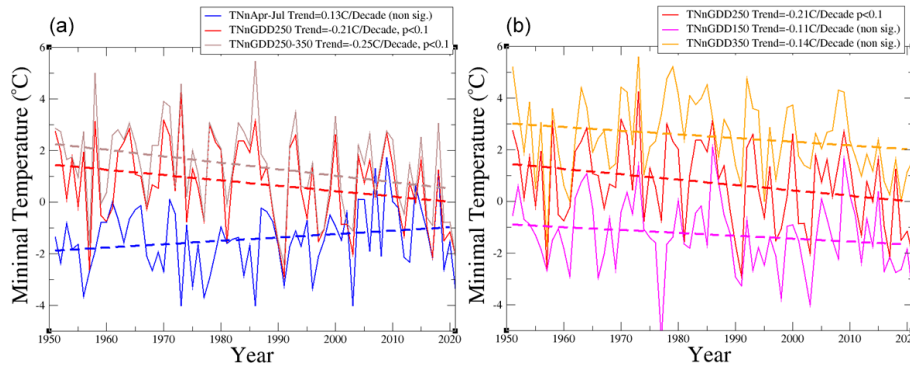 (a)
TNnApr-Jul Trend=0.13C/Decade (non sig.)
TNnGDD250 Trend=-0.21C/Decade, p<0.1
TNnGDD250-350 Trend=-0.25C/Decade, p<0.1
6
4
2
0
-2
-4
Minimal Temperature (°C)
1950
1960
1970
1980
1990
2000
2010
2020
Year
(b)
TNnGDD250 Trend=-0.21C/Decade p<0.1
TNnGDD150 Trend=-0.11C/Decade (non sig.)
TNnGDD350 Trend=-0.14C/Decade (non sig.)
6
4
2
0
-2
-4
Minimal Temperature (°C)
1950
1960
1970
1980
1990
2000
2010
2020
Year